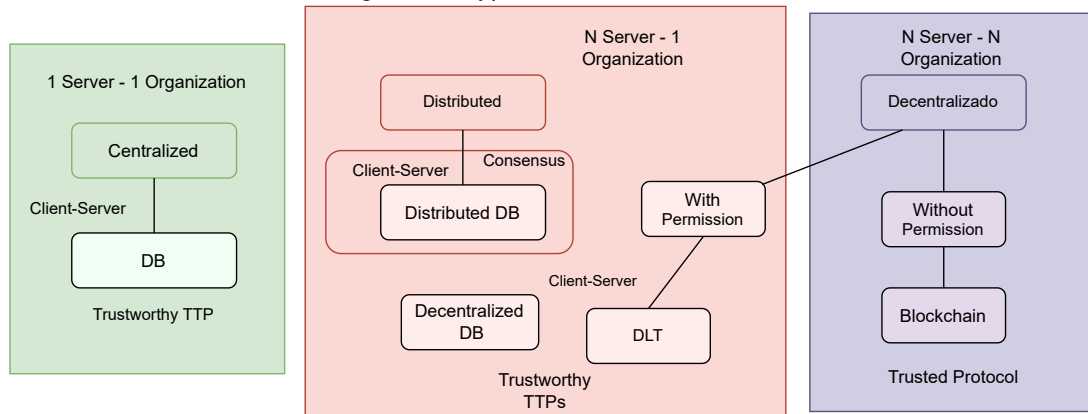 1 Server - 1 Organization
Centralized
Client-Server
DB
Trustworthy TTP
N Server - 1
Organization
Distributed
Consensus
Client-Server
Distributed DB
With
Permission
Client-Server
Decentralized
DB
DLT
Trustworthy
TTPs
N Server - N
Organization
Decentralizado
Without
Permission
Blockchain
Trusted Protocol